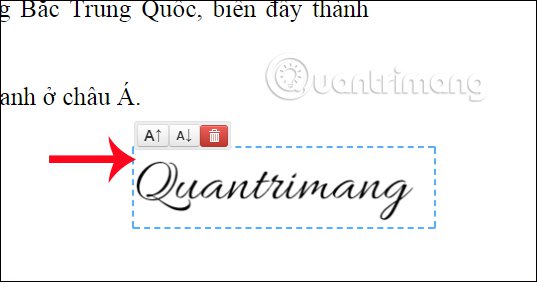 g Bắc Trung Quốc, biến đây thành
Quantrimang
anh ở châu Á.
A↑ A↓
Quantrimang